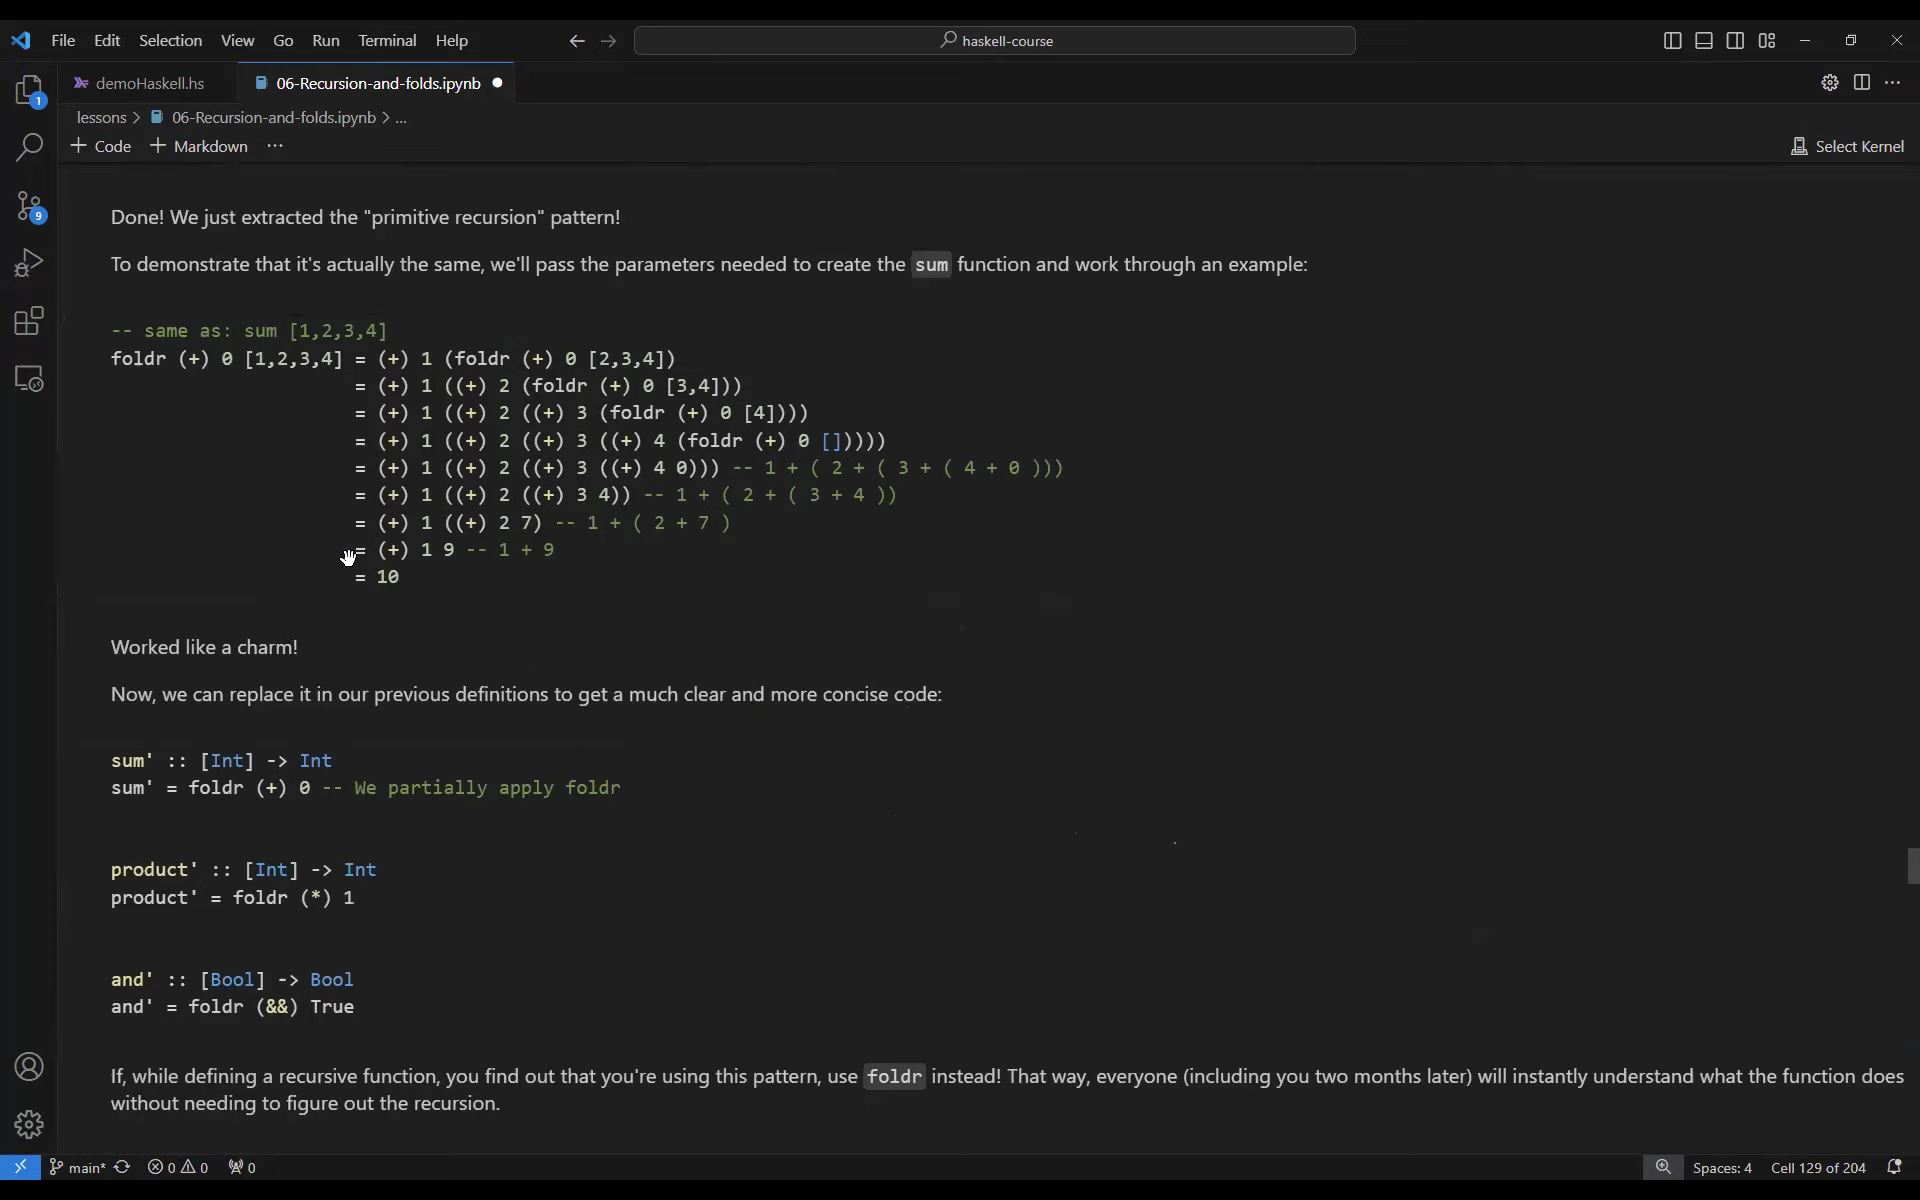 File Edit Selection View Go Run Terminal Help haskell-course
demoHaskell.hs 06-Recursion-and-folds.ipynb
lessons > 06-Recursion-and-folds.ipynb > ...
+ Code + Markdown ... Select Kernel
1
9
Done! We just extracted the "primitive recursion" pattern!
To demonstrate that it's actually the same, we'll pass the parameters needed to create the sum function and work through an example:
-- same as: sum [1,2,3,4]
foldr (+) 0 [1,2,3,4] = (+) 1 (foldr (+) 0 [2,3,4])
= (+) 1 ((+) 2 (foldr (+) 0 [3,4]))
= (+) 1 ((+) 2 ((+) 3 (foldr (+) 0 [4])))
= (+) 1 ((+) 2 ((+) 3 ((+) 4 (foldr (+) 0 []))))
= (+) 1 ((+) 2 ((+) 3 ((+) 4 0))) -- 1 + ( 2 + ( 3 + ( 4 + 0 )))
= (+) 1 ((+) 2 ((+) 3 4)) -- 1 + ( 2 + ( 3 + 4 ))
= (+) 1 ((+) 2 7) -- 1 + ( 2 + 7 )
= (+) 1 9 -- 1 + 9
= 10
Worked like a charm!
Now, we can replace it in our previous definitions to get a much clear and more concise code:
sum' :: [Int] -> Int
sum' = foldr (+) 0 -- We partially apply foldr
product' :: [Int] -> Int
product' = foldr (*) 1
and' :: [Bool] -> Bool
and' = foldr (&&) True
If, while defining a recursive function, you find out that you're using this pattern, use foldr instead! That way, everyone (including you two months later) will instantly understand what the function does
without needing to figure out the recursion.
main* 0 0 0 Spaces: 4 Cell 129 of 204